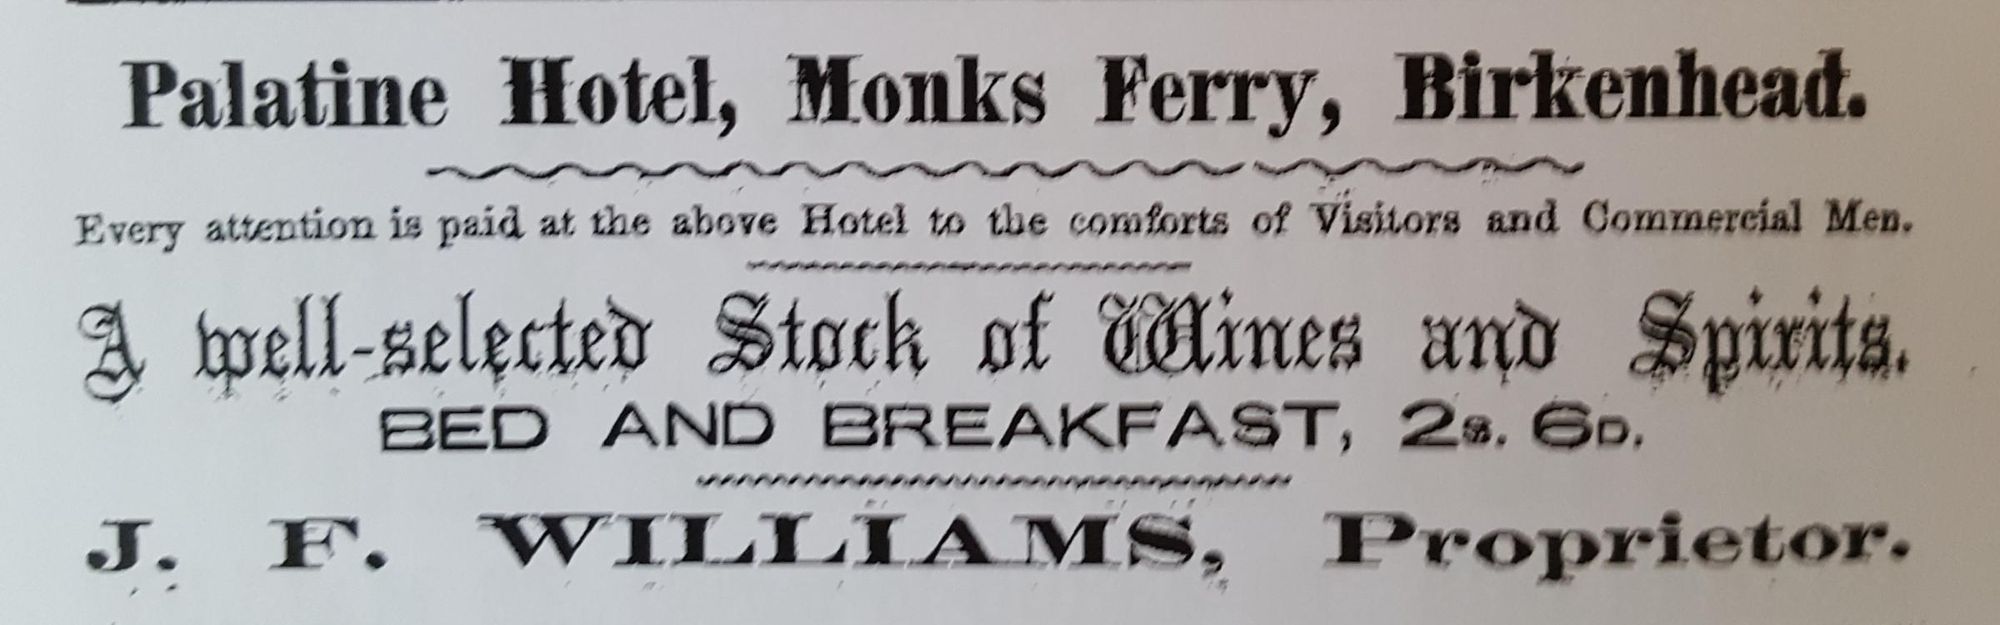 Palatine Hotel, Monks Ferry, Birkenhead.
Every attention is paid at the above Hotel to the comforts of Visitors and Commercial Men.
A well-selected Stock of Wines and Spirits.
BED AND BREAKFAST, 2s. 6D.
J. F. WILLIAMS, Proprietor.